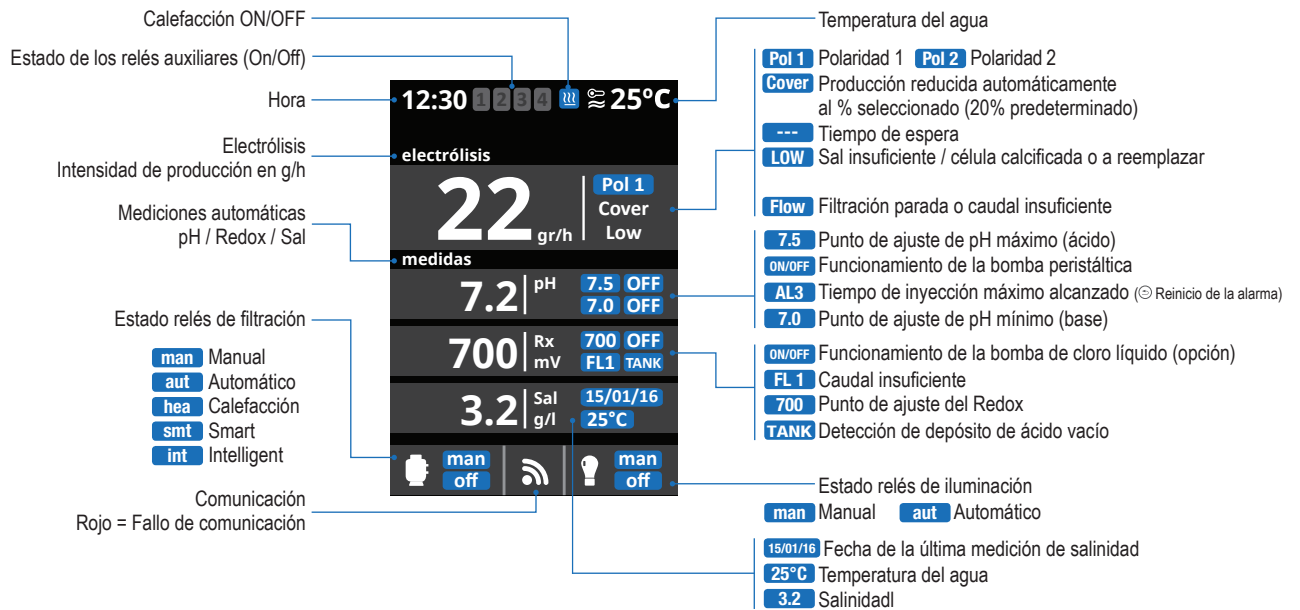 Calefacción ON/OFF
Estado de los relés auxiliares (On/Off)
Hora
Electrólisis
Intensidad de producción en g/h
Mediciones automáticas
pH / Redox / Sal
Estado relés de filtración
man Manual
aut Automático
hea Calefacción
smt Smart
int Intelligent
Comunicación
Rojo = Fallo de comunicación
12:30 1 2 3 4 25ºC
electrólisis
22 gr/h
Pol 1
Cover
Low
medidas
7.2 pH 7.5 OFF
7.0 OFF
700 Rx 700 OFF
mV FL1 TANK
3.2 Sal 15/01/16
g/l 25°C
man
off
man
off
Temperatura del agua
Pol 1 Polaridad 1 Pol 2 Polaridad 2
Cover Producción reducida automáticamente
al % seleccionado (20% predeterminado)
--- Tiempo de espera
LOW Sal insuficiente / célula calcificada o a reemplazar
Flow Filtración parada o caudal insuficiente
7.5 Punto de ajuste de pH máximo (ácido)
ON/OFF Funcionamiento de la bomba peristáltica
AL3 Tiempo de inyección máximo alcanzado (⊝ Reinicio de la alarma)
7.0 Punto de ajuste de pH mínimo (base)
ON/OFF Funcionamiento de la bomba de cloro líquido (opción)
FL 1 Caudal insuficiente
700 Punto de ajuste del Redox
TANK Detección de depósito de ácido vacío
Estado relés de iluminación
man Manual aut Automático
15/01/16 Fecha de la última medición de salinidad
25°C Temperatura del agua
3.2 Salinidadl